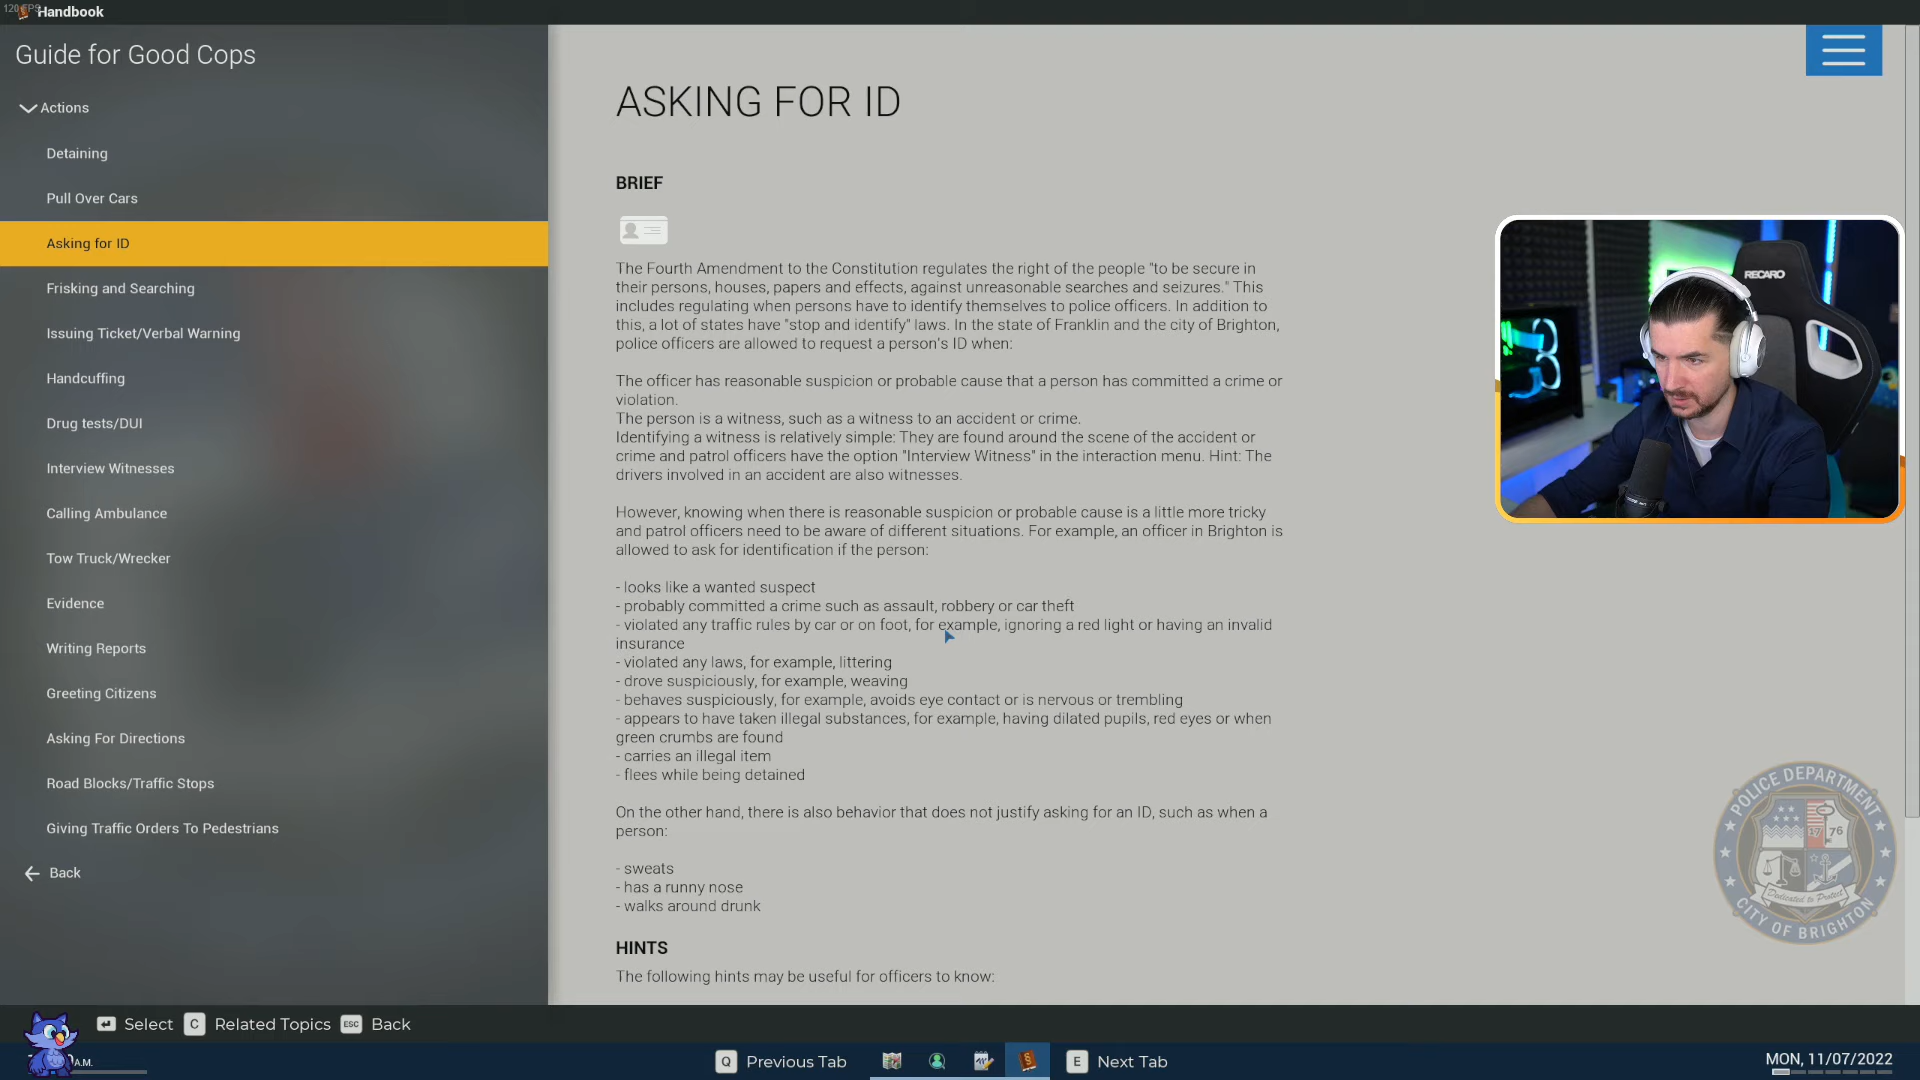 120 FPS
Handbook
Guide for Good Cops
Actions
Detaining
Pull Over Cars
Asking for ID
Frisking and Searching
Issuing Ticket/Verbal Warning
Handcuffing
Drug tests/DUI
Interview Witnesses
Calling Ambulance
Tow Truck/Wrecker
Evidence
Writing Reports
Greeting Citizens
Asking For Directions
Road Blocks/Traffic Stops
Giving Traffic Orders To Pedestrians
Back
ASKING FOR ID
BRIEF
The Fourth Amendment to the Constitution regulates the right of the people "to be secure in
their persons, houses, papers and effects, against unreasonable searches and seizures." This
includes regulating when persons have to identify themselves to police officers. In addition to
this, a lot of states have "stop and identify" laws. In the state of Franklin and the city of Brighton,
police officers are allowed to request a person's ID when:
The officer has reasonable suspicion or probable cause that a person has committed a crime or
violation.
The person is a witness, such as a witness to an accident or crime.
Identifying a witness is relatively simple: They are found around the scene of the accident or
crime and patrol officers have the option "Interview Witness" in the interaction menu. Hint: The
drivers involved in an accident are also witnesses.
However, knowing when there is reasonable suspicion or probable cause is a little more tricky
and patrol officers need to be aware of different situations. For example, an officer in Brighton is
allowed to ask for identification if the person:
- looks like a wanted suspect
- probably committed a crime such as assault, robbery or car theft
- violated any traffic rules by car or on foot, for example, ignoring a red light or having an invalid
insurance
- violated any laws, for example, littering
- drove suspiciously, for example, weaving
- behaves suspiciously, for example, avoids eye contact or is nervous or trembling
- appears to have taken illegal substances, for example, having dilated pupils, red eyes or when
green crumbs are found
- carries an illegal item
- flees while being detained
On the other hand, there is also behavior that does not justify asking for an ID, such as when a
person:
- sweats
- has a runny nose
- walks around drunk
HINTS
The following hints may be useful for officers to know:
RECARO
POLICE DEPARTMENT
17 76
Dedicated to Protect
CITY OF BRIGHTON
Select
C Related Topics
ESC Back
A.M.
Q Previous Tab
E Next Tab
MON, 11/07/2022